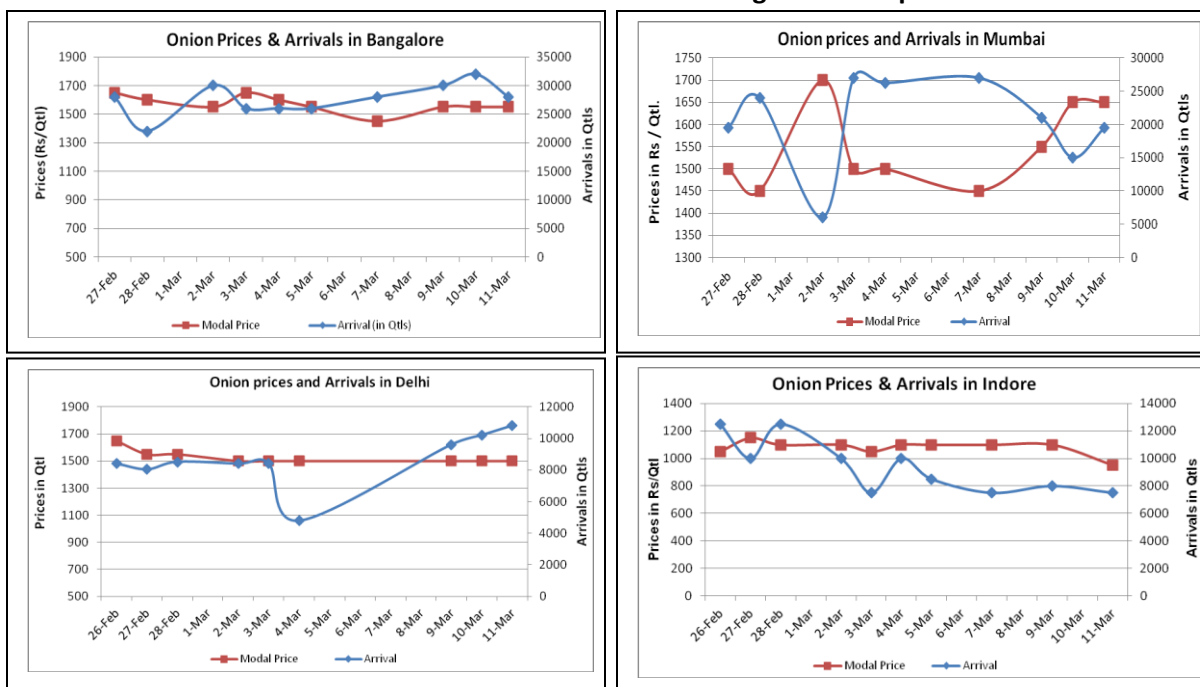 Onion Prices & Arrivals in Bangalore
Prices (Rs/Qtl)
1900
1700
1500
1300
1100
900
700
500
35000
30000
25000
20000
15000
10000
5000
0
Arrivals in Qtls
27-Feb
28-Feb
1-Mar
2-Mar
3-Mar
4-Mar
5-Mar
6-Mar
7-Mar
8-Mar
9-Mar
10-Mar
11-Mar
Modal Price
Arrival (in Qtls)
Onion prices and Arrivals in Mumbai
Prices in Rs / Qtl.
1750
1700
1650
1600
1550
1500
1450
1400
1350
1300
30000
25000
20000
15000
10000
5000
0
Arrivals in Qtls
27-Feb
28-Feb
1-Mar
2-Mar
3-Mar
4-Mar
5-Mar
6-Mar
7-Mar
8-Mar
9-Mar
10-Mar
11-Mar
Modal Price
Arrival
Onion prices and Arrivals in Delhi
Prices in Qtl
1900
1700
1500
1300
1100
900
700
500
12000
10000
8000
6000
4000
2000
0
Arrivals in Qtls
26-Feb
27-Feb
28-Feb
1-Mar
2-Mar
3-Mar
4-Mar
5-Mar
6-Mar
7-Mar
8-Mar
9-Mar
10-Mar
11-Mar
Modal Price
Arrival
Onion Prices & Arrivals in Indore
Prices in Rs/Qtl
1400
1200
1000
800
600
400
200
0
14000
12000
10000
8000
6000
4000
2000
0
Arrivals in Qtls
26-Feb
27-Feb
28-Feb
1-Mar
2-Mar
3-Mar
4-Mar
5-Mar
6-Mar
7-Mar
8-Mar
9-Mar
10-Mar
11-Mar
Modal Price
Arrival